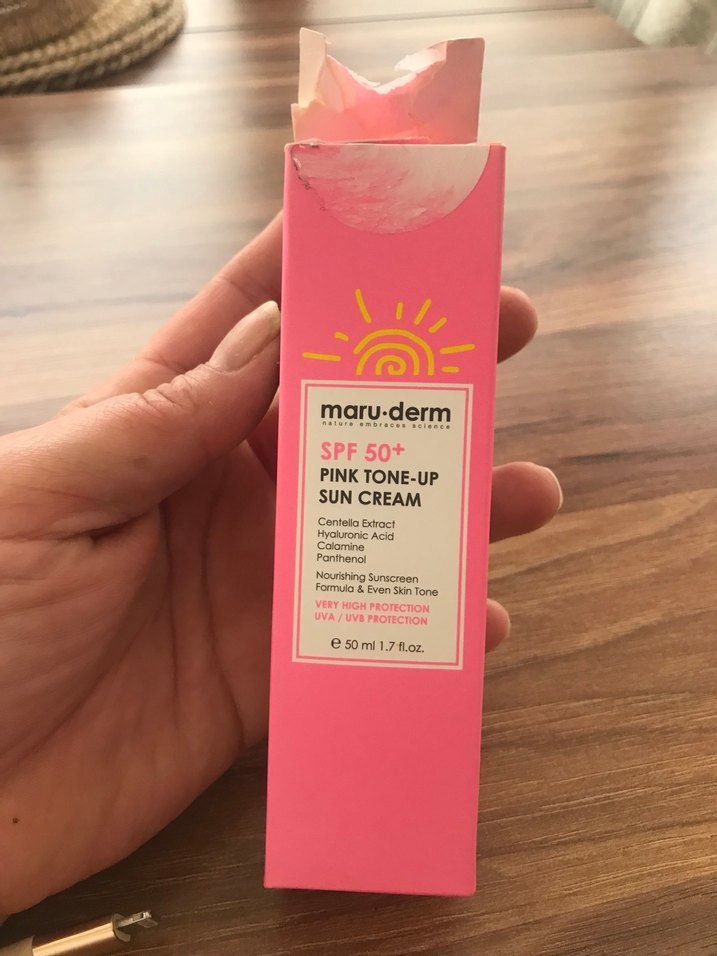 maru·derm
nature embraces science
SPF 50+
PINK TONE-UP
SUN CREAM
Centella Extract
Hyaluronic Acid
Calamine
Panthenol
Nourishing Sunscreen
Formula & Even Skin Tone
VERY HIGH PROTECTION
UVA / UVB PROTECTION
℮ 50 ml 1.7 fl.oz.